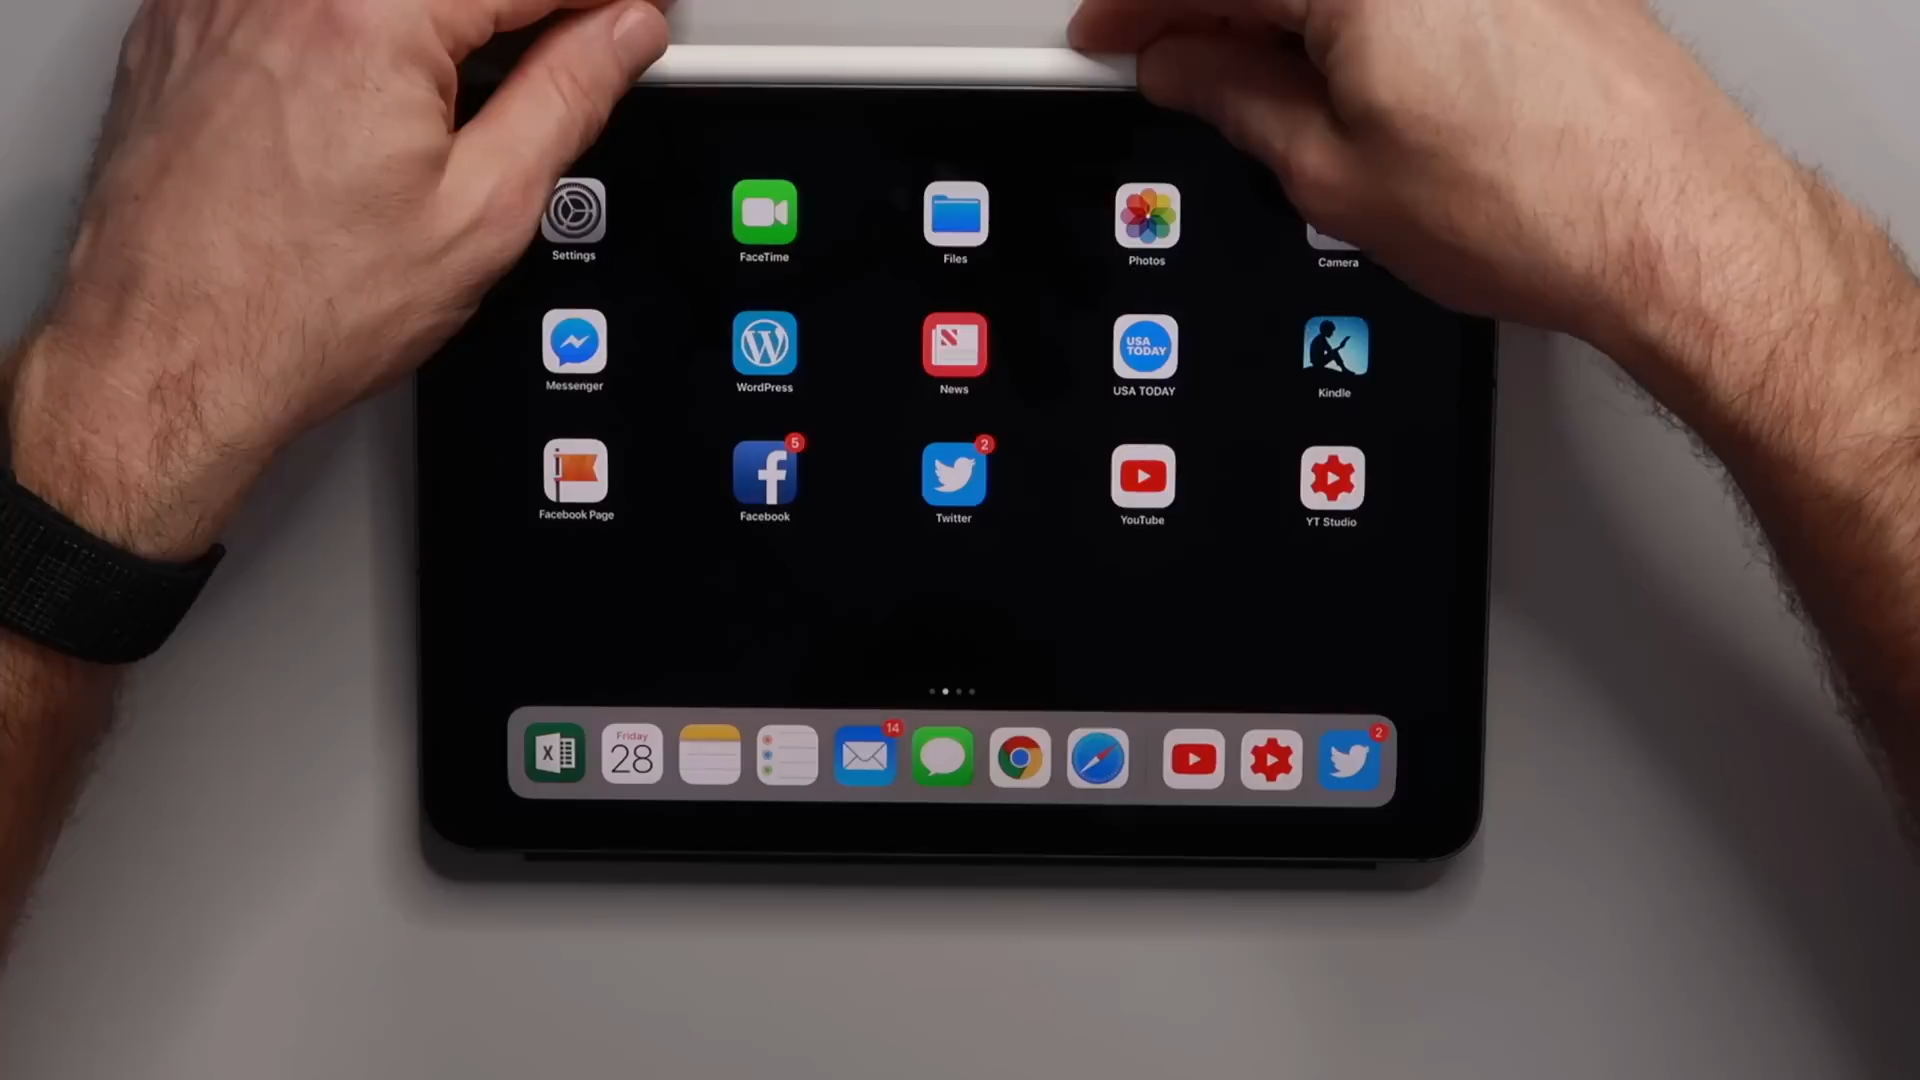 Settings
FaceTime
Files
Photos
Camera
Messenger
WordPress
News
USA TODAY
USA TODAY
Kindle
Facebook Page
5
Facebook
2
Twitter
YouTube
YT Studio
X
Friday
28
14
2